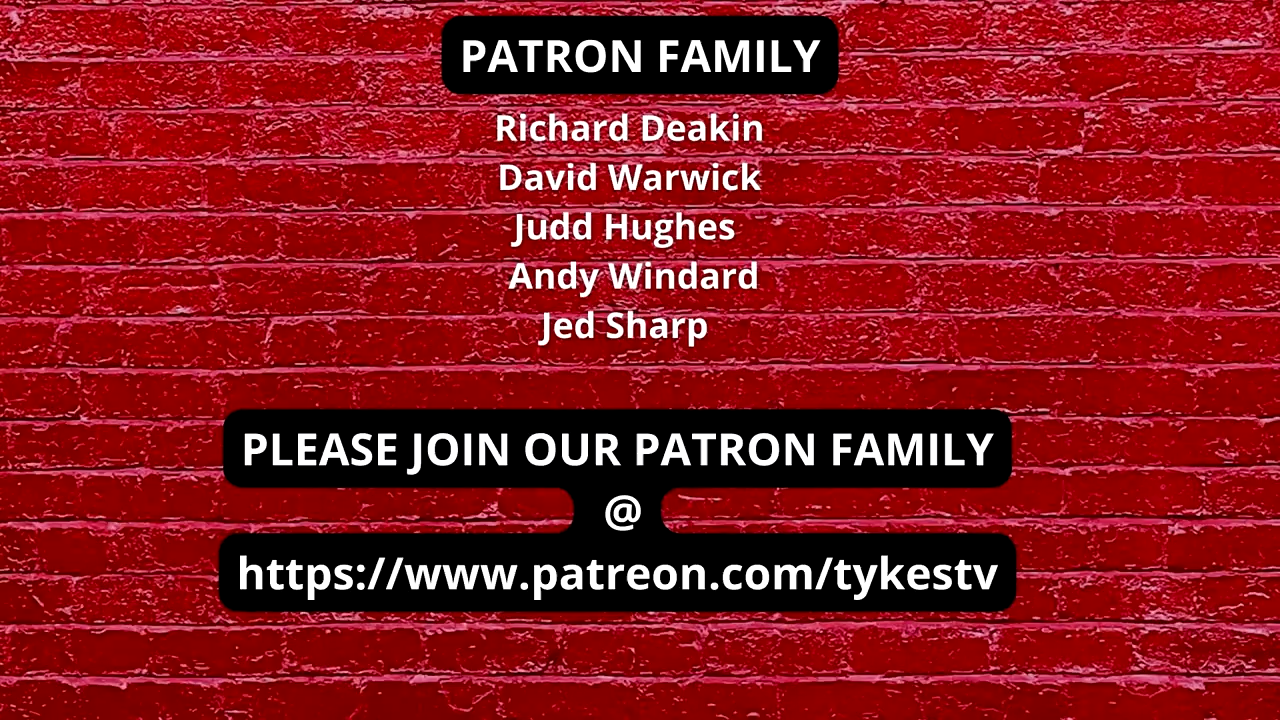 PATRON FAMILY
Richard Deakin
David Warwick
Judd Hughes
Andy Windard
Jed Sharp
PLEASE JOIN OUR PATRON FAMILY
@
https://www.patreon.com/tykestv